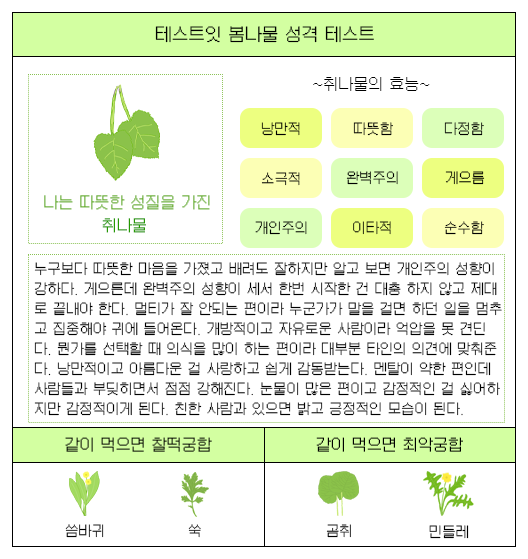 테스트잇 봄나물 성격 테스트
~취나물의 효능~
낭만적
따뜻함
다정함
소극적
완벽주의
게으름
개인주의
이타적
순수함
나는 따뜻한 성질을 가진
취나물
누구보다 따뜻한 마음을 가졌고 배려도 잘하지만 알고 보면 개인주의 성향이
강하다. 게으른데 완벽주의 성향이 세서 한번 시작한 건 대충 하지 않고 제대
로 끝내야 한다. 멀티가 잘 안되는 편이라 누군가가 말을 걸면 하던 일을 멈추
고 집중해야 귀에 들어온다. 개방적이고 자유로운 사람이라 억압을 못 견딘
다. 뭔가를 선택할 때 의식을 많이 하는 편이라 대부분 타인의 의견에 맞춰준
다. 낭만적이고 아름다운 걸 사랑하고 쉽게 감동받는다. 멘탈이 약한 편인데
사람들과 부딪히면서 점점 강해진다. 눈물이 많은 편이고 감정적인 걸 싫어하
지만 감정적이게 된다. 친한 사람과 있으면 밝고 긍정적인 모습이 된다.
같이 먹으면 찰떡궁합
같이 먹으면 최악궁합
씀바귀
쑥
곰취
민들레